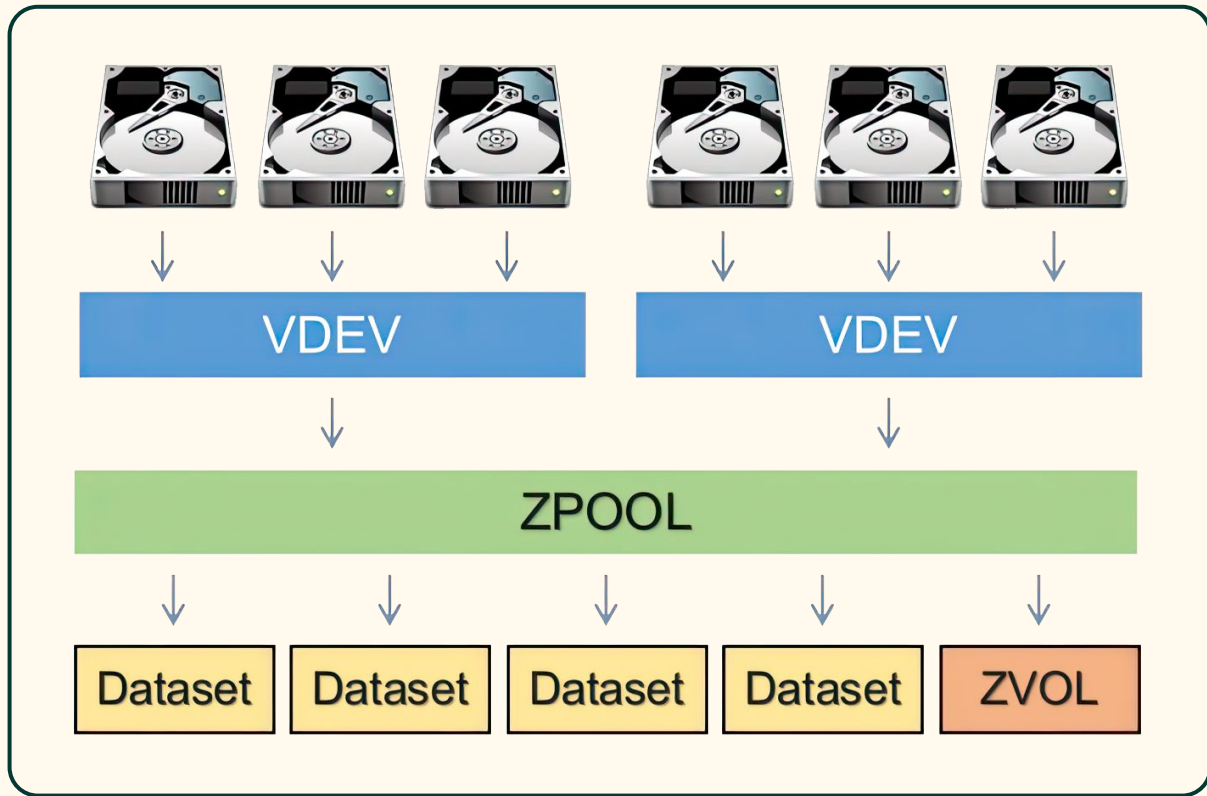 VDEV
VDEV
ZPOOL
Dataset
Dataset
Dataset
Dataset
ZVOL